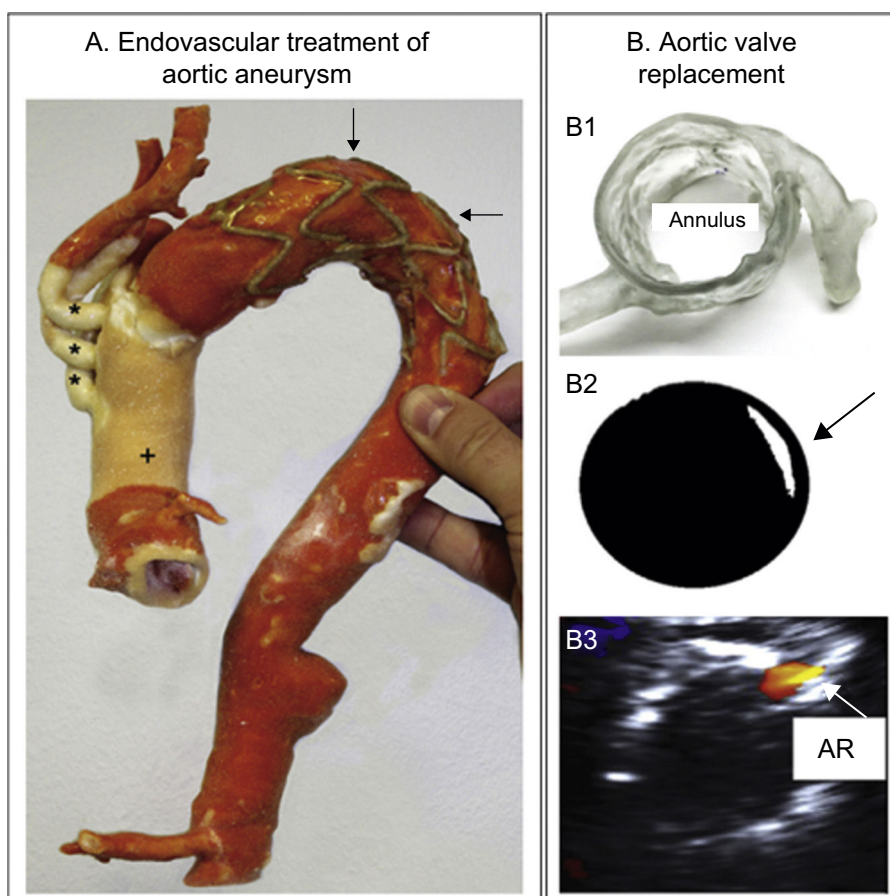 A. Endovascular treatment of
aortic aneurysm
B. Aortic valve
replacement
B1
Annulus
*
*
*
+
B2
B3
AR